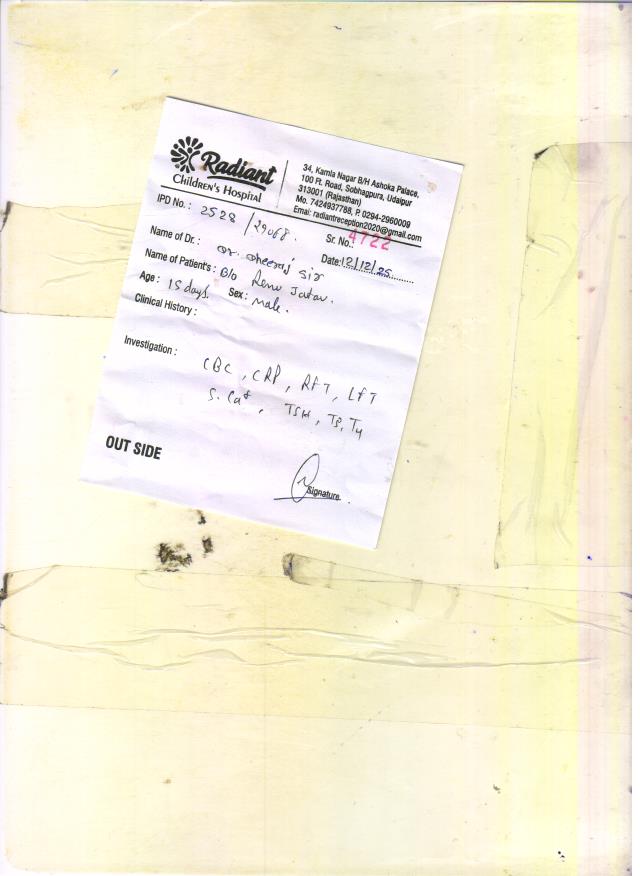 Radiant
Children's Hospital
34, Kamla Nagar B/H Ashoka Palace,
100 Ft. Road, Sobhagpura, Udaipur
313001 (Rajasthan)
Mo. 7424937788, P. 0294-2960009
Emai: radiantreception2020@gmail.com
IPD No.: 2528 / 29068.
Sr. No.: 4722
Name of Dr.: Dr. Dheeraj Sir
Date: 12/12/25
Name of Patient's: B/o Renu Jatav.
Age: 15 days. Sex: Male.
Clinical History:
Investigation: CBC, CRP, RFT, LFT
S. Ca+, TSH, T3, T4
OUT SIDE
Signature